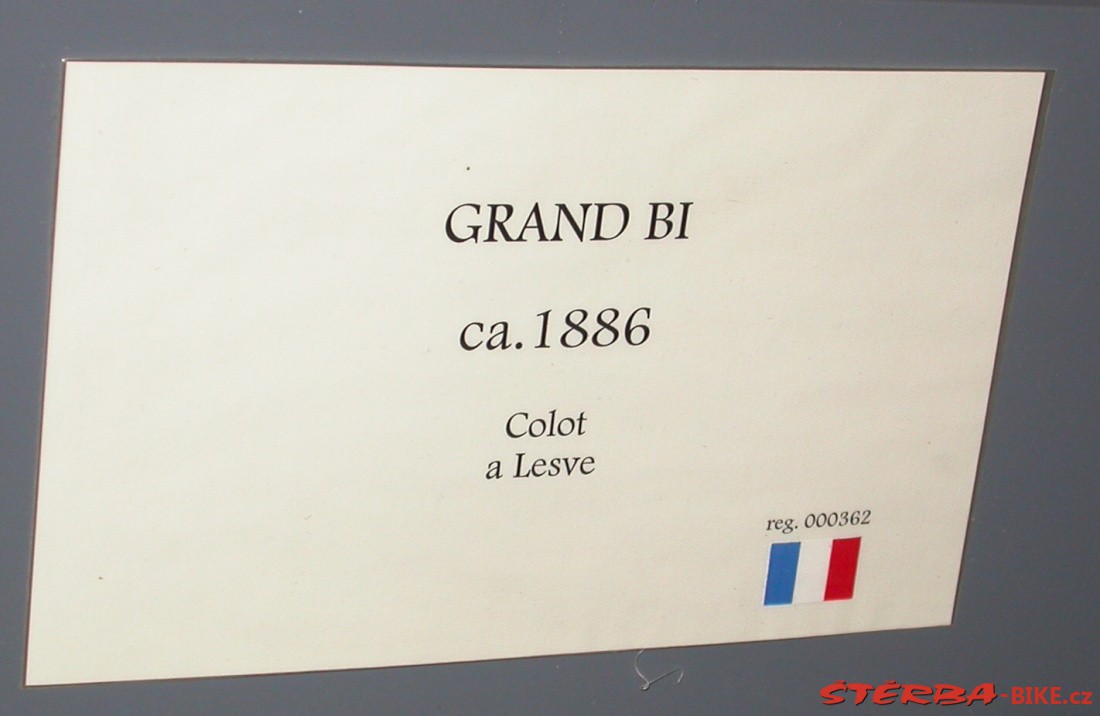 GRAND BI
ca. 1886
Colot
a Lesve
reg. 000362
ŠTĚRBA-BIKE.cz